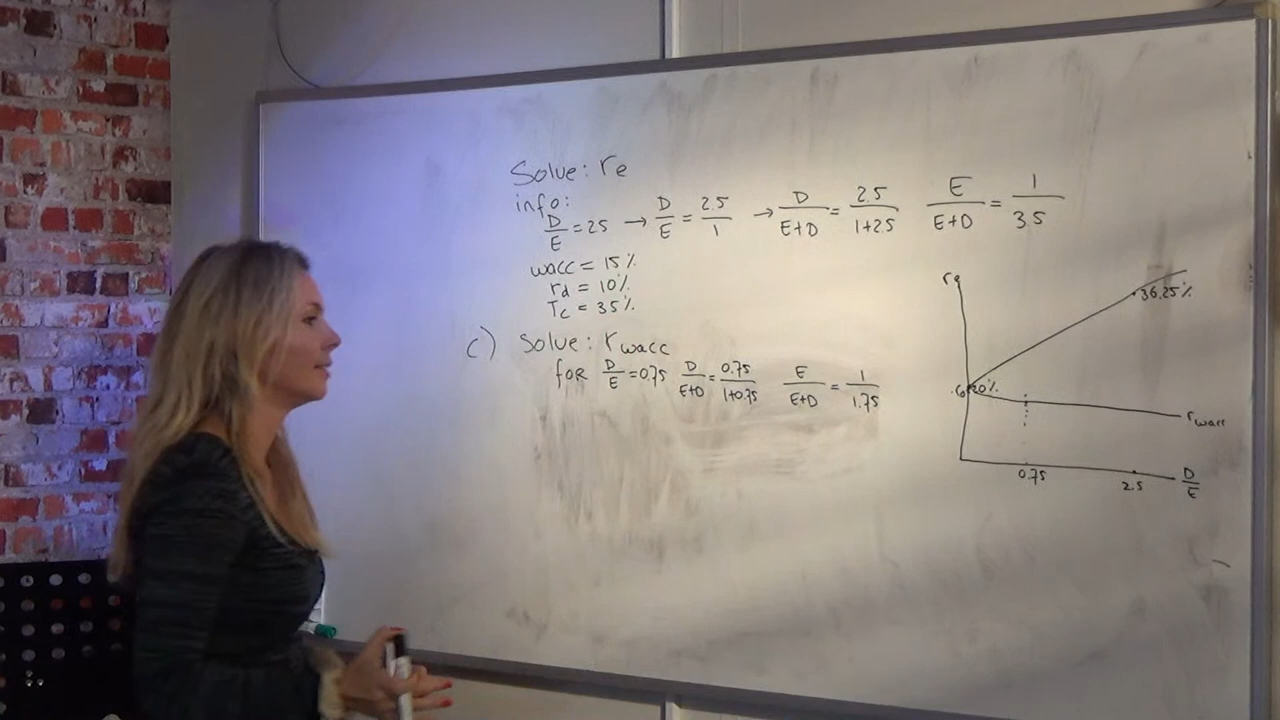 Solve: re
info:
D/E = 2.5 → D/E = 2.5/1 → D/E+D = 2.5/1+2.5 E/E+D = 1/3.5
wacc = 15%
rd = 10%
Tc = 35%
c) solve: rwacc
for D/E = 0.75 D/E+D = 0.75/1+0.75 E/E+D = 1/1.75
36.25%
20%
rwacc
0.75 2.5 D/E